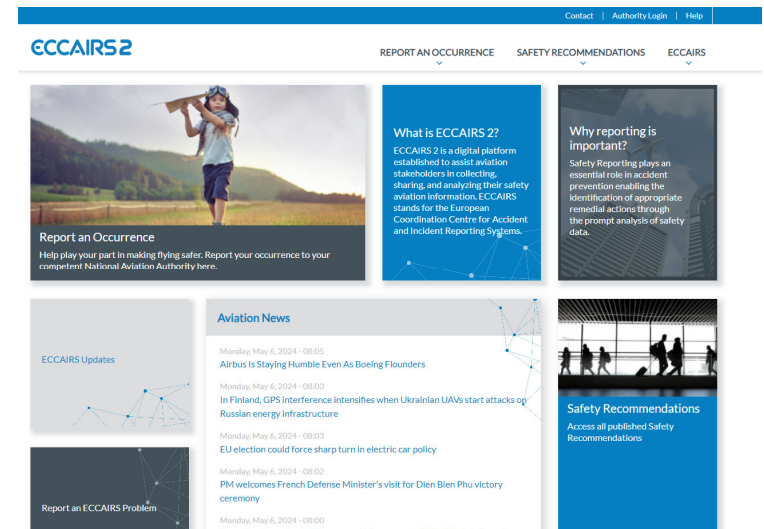 Contact | Authority Login | Help
ECCAIRS 2
REPORT AN OCCURRENCE
SAFETY RECOMMENDATIONS
ECCAIRS
Report an Occurrence
Help play your part in making flying safer. Report your occurrence to your
competent National Aviation Authority here.
What is ECCAIRS 2?
ECCAIRS 2 is a digital platform
established to assist aviation
stakeholders in collecting,
sharing, and analyzing their safety
aviation information. ECCAIRS
stands for the European
Coordination Centre for Accident
and Incident Reporting Systems.
Why reporting is
important?
Safety Reporting plays an
essential role in accident
prevention enabling the
identification of appropriate
remedial actions through
the prompt analysis of safety
data.
ECCAIRS Updates
Report an ECCAIRS Problem
Aviation News
Monday, May 6, 2024 - 08:05
Airbus Is Staying Humble Even As Boeing Flounders
Monday, May 6, 2024 - 08:03
In Finland, GPS interference intensifies when Ukrainian UAVs start attacks on
Russian energy infrastructure
Monday, May 6, 2024 - 08:03
EU election could force sharp turn in electric car policy
Monday, May 6, 2024 - 08:02
PM welcomes French Defense Minister's visit for Dien Bien Phu victory
ceremony
Monday, May 6, 2024 - 08:00
Safety Recommendations
Access all published Safety
Recommendations